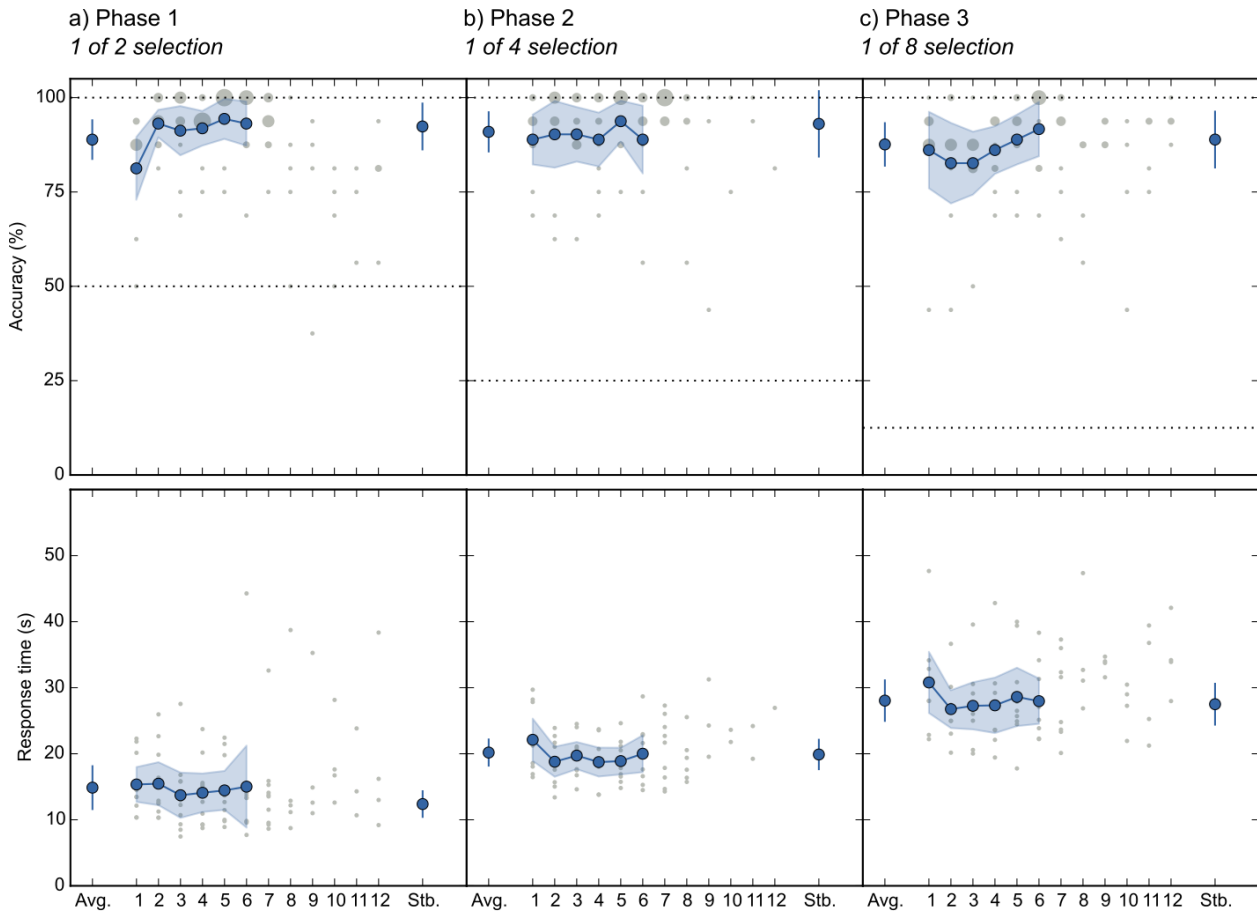 a) Phase 1
1 of 2 selection
b) Phase 2
1 of 4 selection
c) Phase 3
1 of 8 selection
Accuracy (%)
100
75
50
25
0
Response time (s)
50
40
30
20
10
0
Avg. 1 2 3 4 5 6 7 8 9 10 11 12 Stb.
Avg. 1 2 3 4 5 6 7 8 9 10 11 12 Stb.
Avg. 1 2 3 4 5 6 7 8 9 10 11 12 Stb.